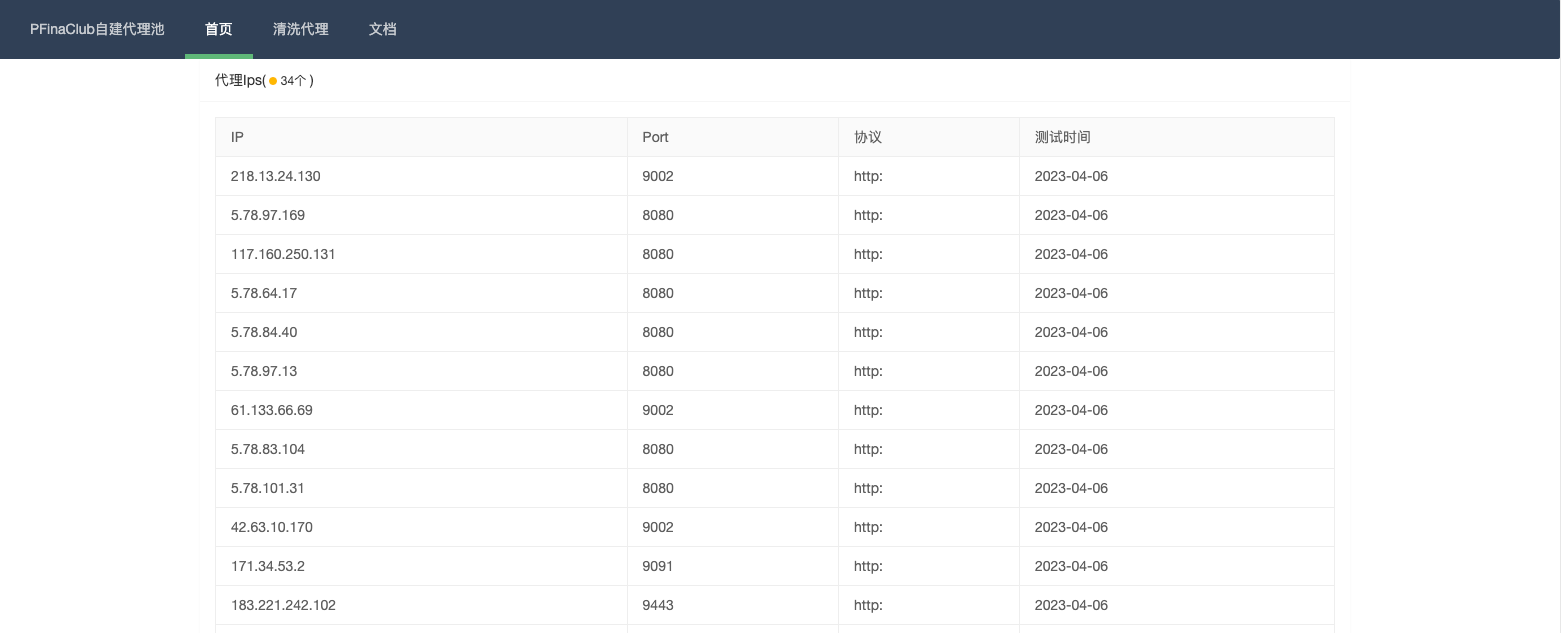 PFinaClub自建代理池 首页 清洗代理 文档
代理Ips( 34个 )
IP Port 协议 测试时间
218.13.24.130 9002 http: 2023-04-06
5.78.97.169 8080 http: 2023-04-06
117.160.250.131 8080 http: 2023-04-06
5.78.64.17 8080 http: 2023-04-06
5.78.84.40 8080 http: 2023-04-06
5.78.97.13 8080 http: 2023-04-06
61.133.66.69 9002 http: 2023-04-06
5.78.83.104 8080 http: 2023-04-06
5.78.101.31 8080 http: 2023-04-06
42.63.10.170 9002 http: 2023-04-06
171.34.53.2 9091 http: 2023-04-06
183.221.242.102 9443 http: 2023-04-06